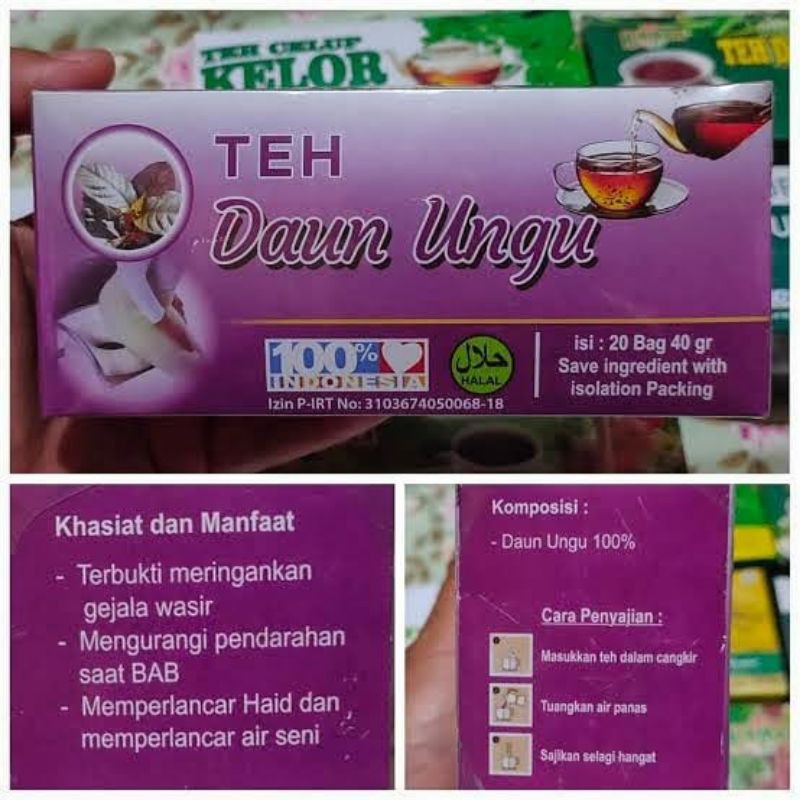 TEH CELUP
KELOR
TEH
TEH
Daun Ungu
100%
INDONESIA
حلال
HALAL
Izin P-IRT No: 3103674050068-18
isi : 20 Bag 40 gr
Save ingredient with
isolation Packing
Khasiat dan Manfaat
- Terbukti meringankan
gejala wasir
- Mengurangi pendarahan
saat BAB
- Memperlancar Haid dan
memperlancar air seni
Komposisi :
- Daun Ungu 100%
Cara Penyajian :
Masukkan teh dalam cangkir
Tuangkan air panas
Sajikan selagi hangat